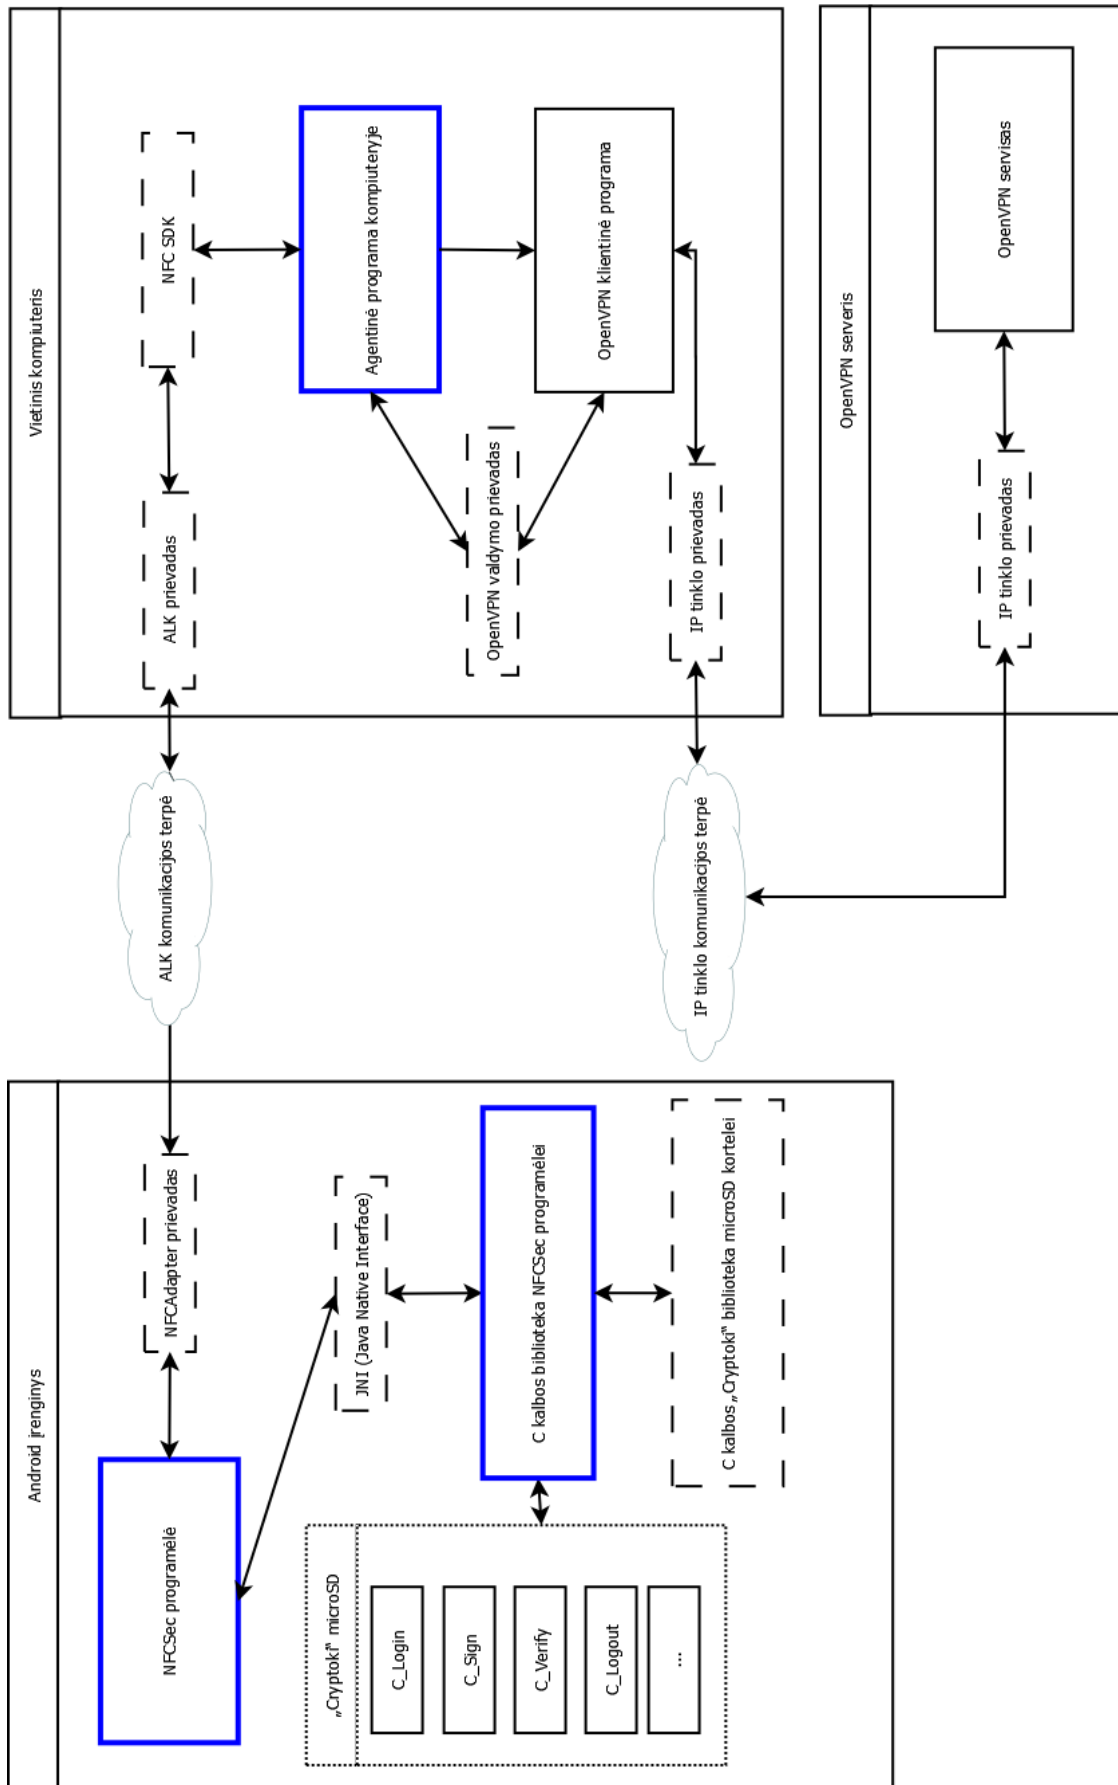 Android įrenginys
NFCSec programėlė
NFCAdapter prievadas
JNI (Java Native Interface)
„Cryptoki“ microSD
C_Login
C_Sign
C_Verify
C_Logout
...
C kalbos biblioteka NFCSec programėlei
C kalbos „Cryptoki“ biblioteka microSD kortelei
ALK komunikacijos terpė
IP tinklo komunikacijos terpė
Vietinis kompiuteris
ALK prievadas
NFC SDK
Agentinė programa kompiuteryje
OpenVPN valdymo prievadas
OpenVPN klientinė programa
IP tinklo prievadas
OpenVPN serveris
IP tinklo prievadas
OpenVPN servisas